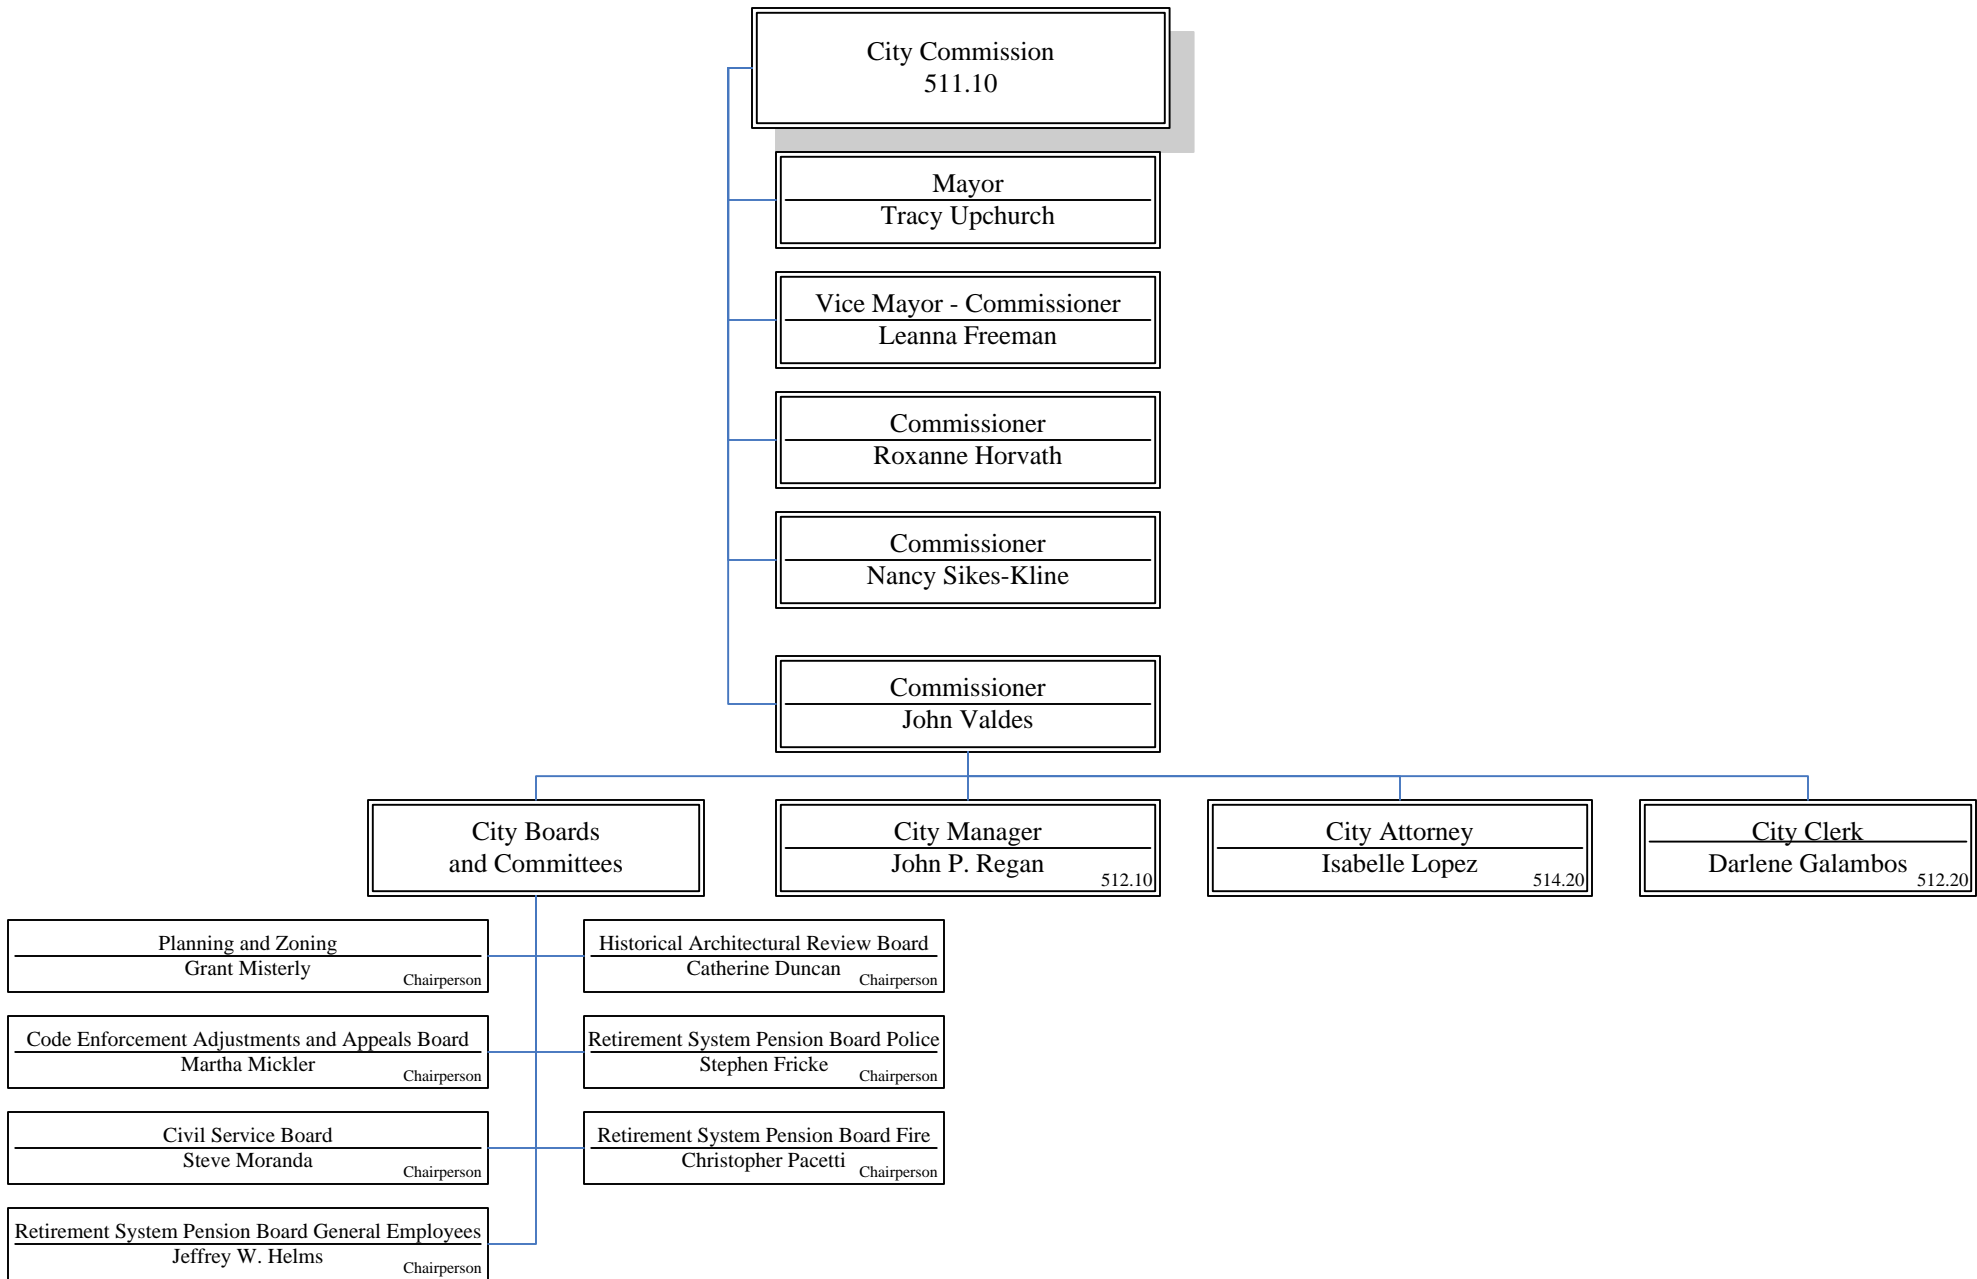 City Commission
511.10
Mayor
Tracy Upchurch
Vice Mayor - Commissioner
Leanna Freeman
Commissioner
Roxanne Horvath
Commissioner
Nancy Sikes-Kline
Commissioner
John Valdes
City Boards
and Committees
City Manager
John P. Regan
512.10
City Attorney
Isabelle Lopez
514.20
City Clerk
Darlene Galambos
512.20
Planning and Zoning
Grant Misterly
Chairperson
Historical Architectural Review Board
Catherine Duncan
Chairperson
Code Enforcement Adjustments and Appeals Board
Martha Mickler
Chairperson
Retirement System Pension Board Police
Stephen Fricke
Chairperson
Civil Service Board
Steve Moranda
Chairperson
Retirement System Pension Board Fire
Christopher Pacetti
Chairperson
Retirement System Pension Board General Employees
Jeffrey W. Helms
Chairperson